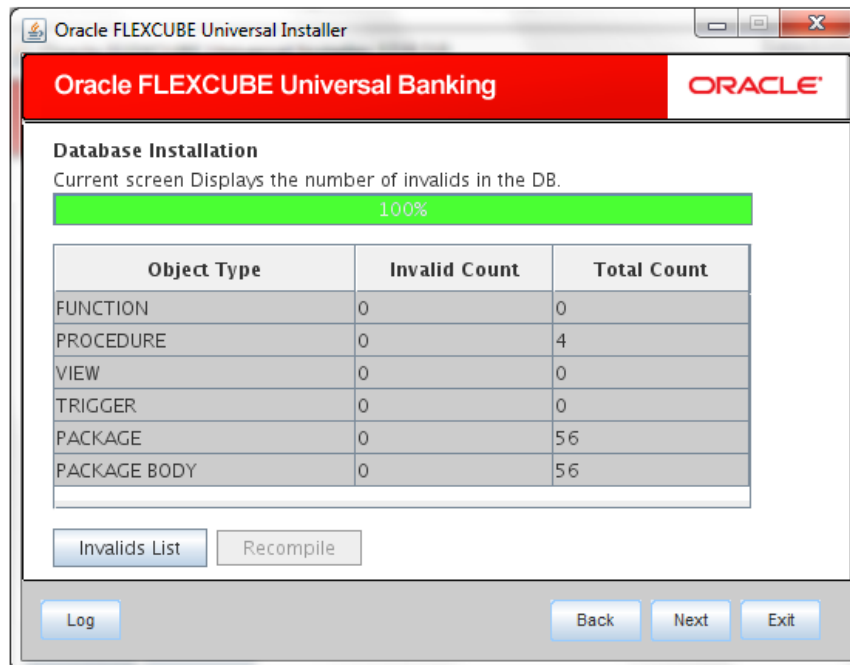 Oracle FLEXCUBE Universal Installer
Oracle FLEXCUBE Universal Banking ORACLE
Database Installation
Current screen Displays the number of invalids in the DB.
100%
Object Type Invalid Count Total Count
FUNCTION 0 0
PROCEDURE 0 4
VIEW 0 0
TRIGGER 0 0
PACKAGE 0 56
PACKAGE BODY 0 56
Invalids List Recompile
Log Back Next Exit